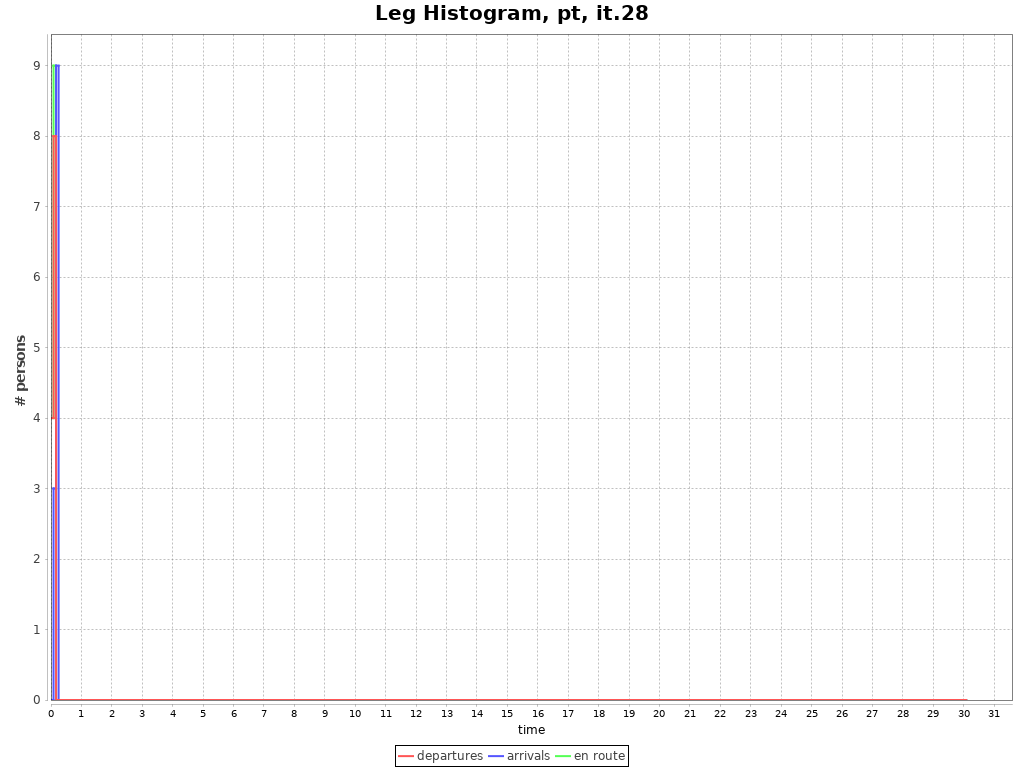 Leg Histogram, pt, it.28
9
8
7
6
5
4
3
2
1
0
# persons
0 1 2 3 4 5 6 7 8 9 10 11 12 13 14 15 16 17 18 19 20 21 22 23 24 25 26 27 28 29 30 31
time
departures arrivals en route